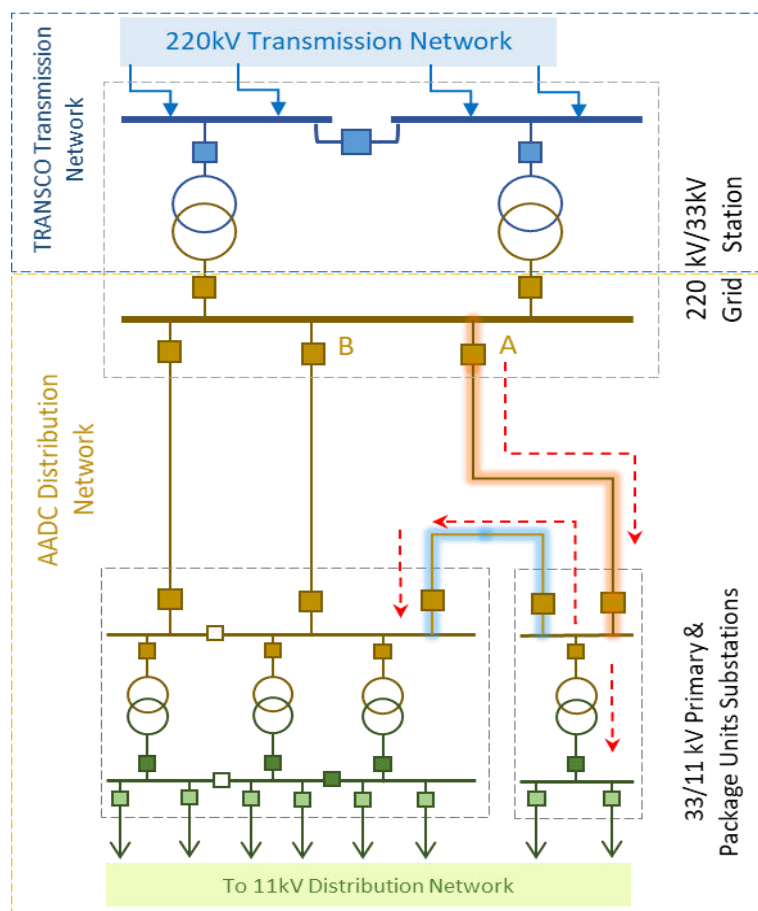 220kV Transmission Network
TRANSCO Transmission
Network
220 kV/33kV
Grid Station
B
A
AADC Distribution
Network
33/11 kV Primary &
Package Units Substations
To 11kV Distribution Network